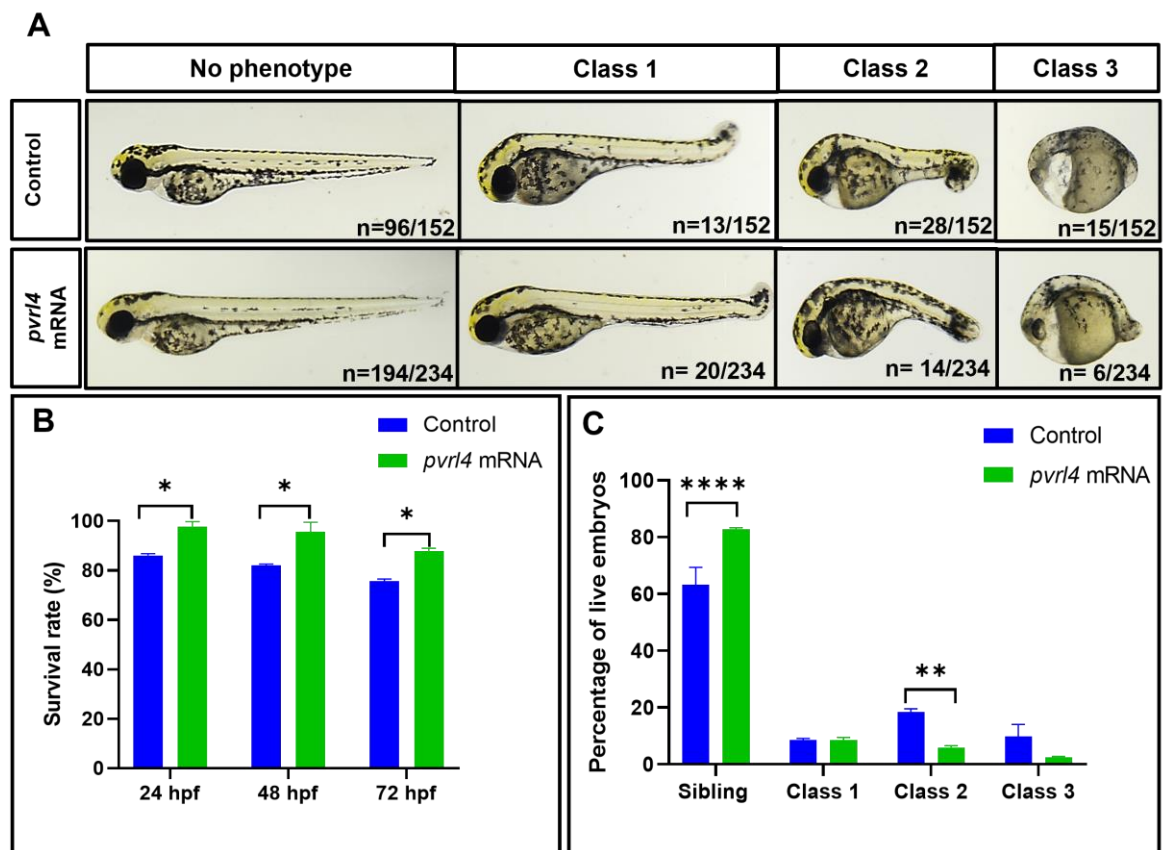 A
No phenotype
Class 1
Class 2
Class 3
Control
n=96/152
n=13/152
n=28/152
n=15/152
pvrl4
mRNA
n=194/234
n= 20/234
n= 14/234
n= 6/234
B
Control
pvrl4 mRNA
Survival rate (%)
100
80
60
40
20
0
*
*
*
24 hpf
48 hpf
72 hpf
C
Control
pvrl4 mRNA
Percentage of live embryos
100
80
60
40
20
0
****
**
Sibling
Class 1
Class 2
Class 3